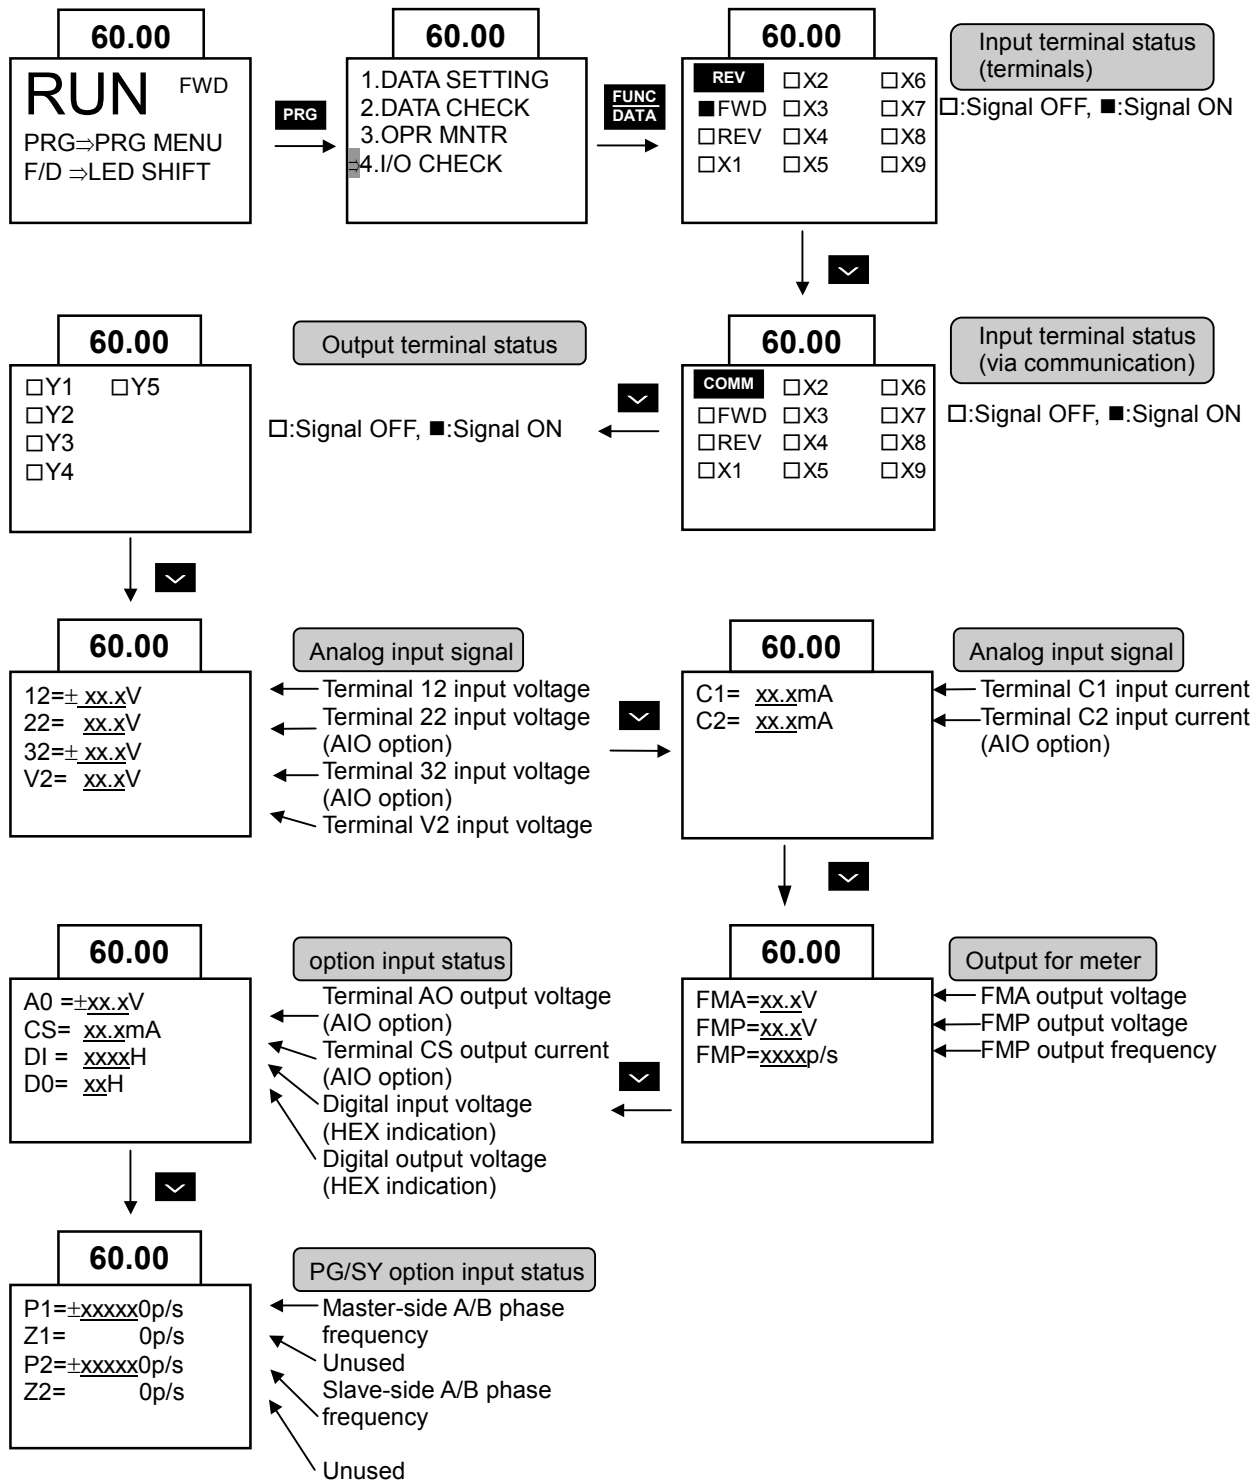 60.00
RUN FWD
PRG⇒PRG MENU
F/D ⇒LED SHIFT
PRG
60.00
1.DATA SETTING
2.DATA CHECK
3.OPR MNTR
⇒4.I/O CHECK
FUNC
DATA
60.00
REV □X2 □X6
■FWD □X3 □X7
□REV □X4 □X8
□X1 □X5 □X9
Input terminal status
(terminals)
□:Signal OFF, ■:Signal ON
60.00
COMM □X2 □X6
□FWD □X3 □X7
□REV □X4 □X8
□X1 □X5 □X9
Input terminal status
(via communication)
□:Signal OFF, ■:Signal ON
60.00
□Y1 □Y5
□Y2
□Y3
□Y4
Output terminal status
□:Signal OFF, ■:Signal ON
60.00
12=± xx.xV
22= xx.xV
32=± xx.xV
V2= xx.xV
Analog input signal
Terminal 12 input voltage
Terminal 22 input voltage
(AIO option)
Terminal 32 input voltage
(AIO option)
Terminal V2 input voltage
60.00
C1= xx.xmA
C2= xx.xmA
Analog input signal
Terminal C1 input current
Terminal C2 input current
(AIO option)
60.00
FMA=xx.xV
FMP=xx.xV
FMP=xxxxp/s
Output for meter
FMA output voltage
FMP output voltage
FMP output frequency
60.00
A0 =±xx.xV
CS= xx.xmA
DI = xxxxH
D0= xxH
option input status
Terminal AO output voltage
(AIO option)
Terminal CS output current
(AIO option)
Digital input voltage
(HEX indication)
Digital output voltage
(HEX indication)
60.00
P1=±xxxxx0p/s
Z1= 0p/s
P2=±xxxxx0p/s
Z2= 0p/s
PG/SY option input status
Master-side A/B phase
frequency
Unused
Slave-side A/B phase
frequency
Unused